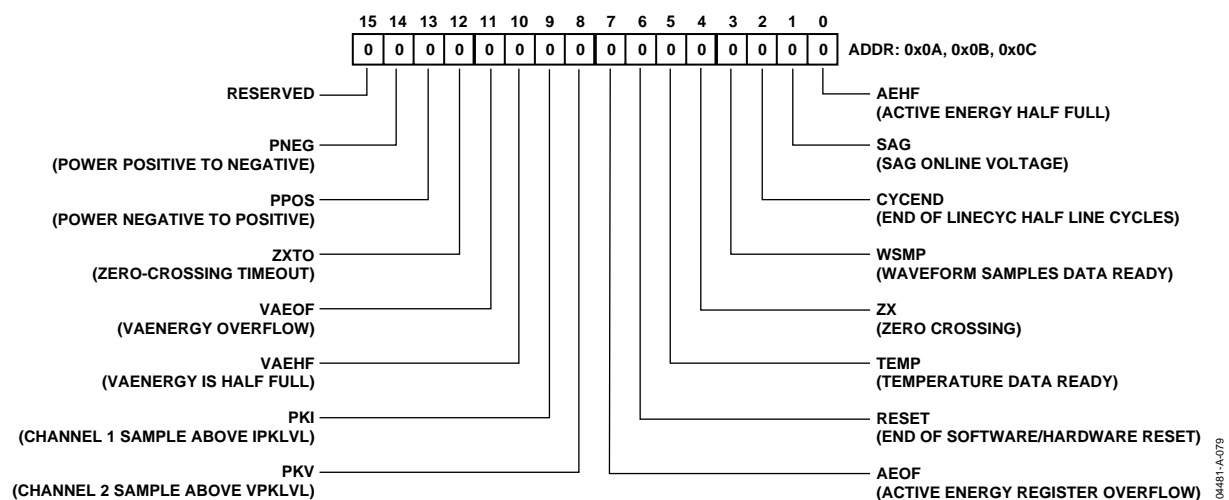 15 14 13 12 11 10 9 8 7 6 5 4 3 2 1 0
0 0 0 0 0 0 0 0 0 0 0 0 0 0 0 0 ADDR: 0x0A, 0x0B, 0x0C
RESERVED
PNEG
(POWER POSITIVE TO NEGATIVE)
PPOS
(POWER NEGATIVE TO POSITIVE)
ZXTO
(ZERO-CROSSING TIMEOUT)
VAEOF
(VAENERGY OVERFLOW)
VAEHF
(VAENERGY IS HALF FULL)
PKI
(CHANNEL 1 SAMPLE ABOVE IPKLVL)
PKV
(CHANNEL 2 SAMPLE ABOVE VPKLVL)
AEHF
(ACTIVE ENERGY HALF FULL)
SAG
(SAG ONLINE VOLTAGE)
CYCEND
(END OF LINECYC HALF LINE CYCLES)
WSMP
(WAVEFORM SAMPLES DATA READY)
ZX
(ZERO CROSSING)
TEMP
(TEMPERATURE DATA READY)
RESET
(END OF SOFTWARE/HARDWARE RESET)
AEOF
(ACTIVE ENERGY REGISTER OVERFLOW)
04481-A-079